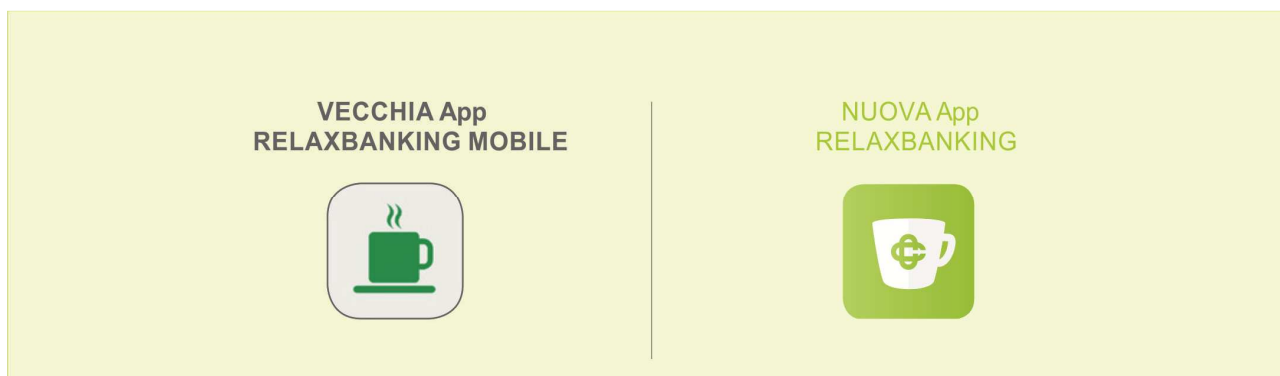 VECCHIA App
RELAXBANKING MOBILE
NUOVA App
RELAXBANKING